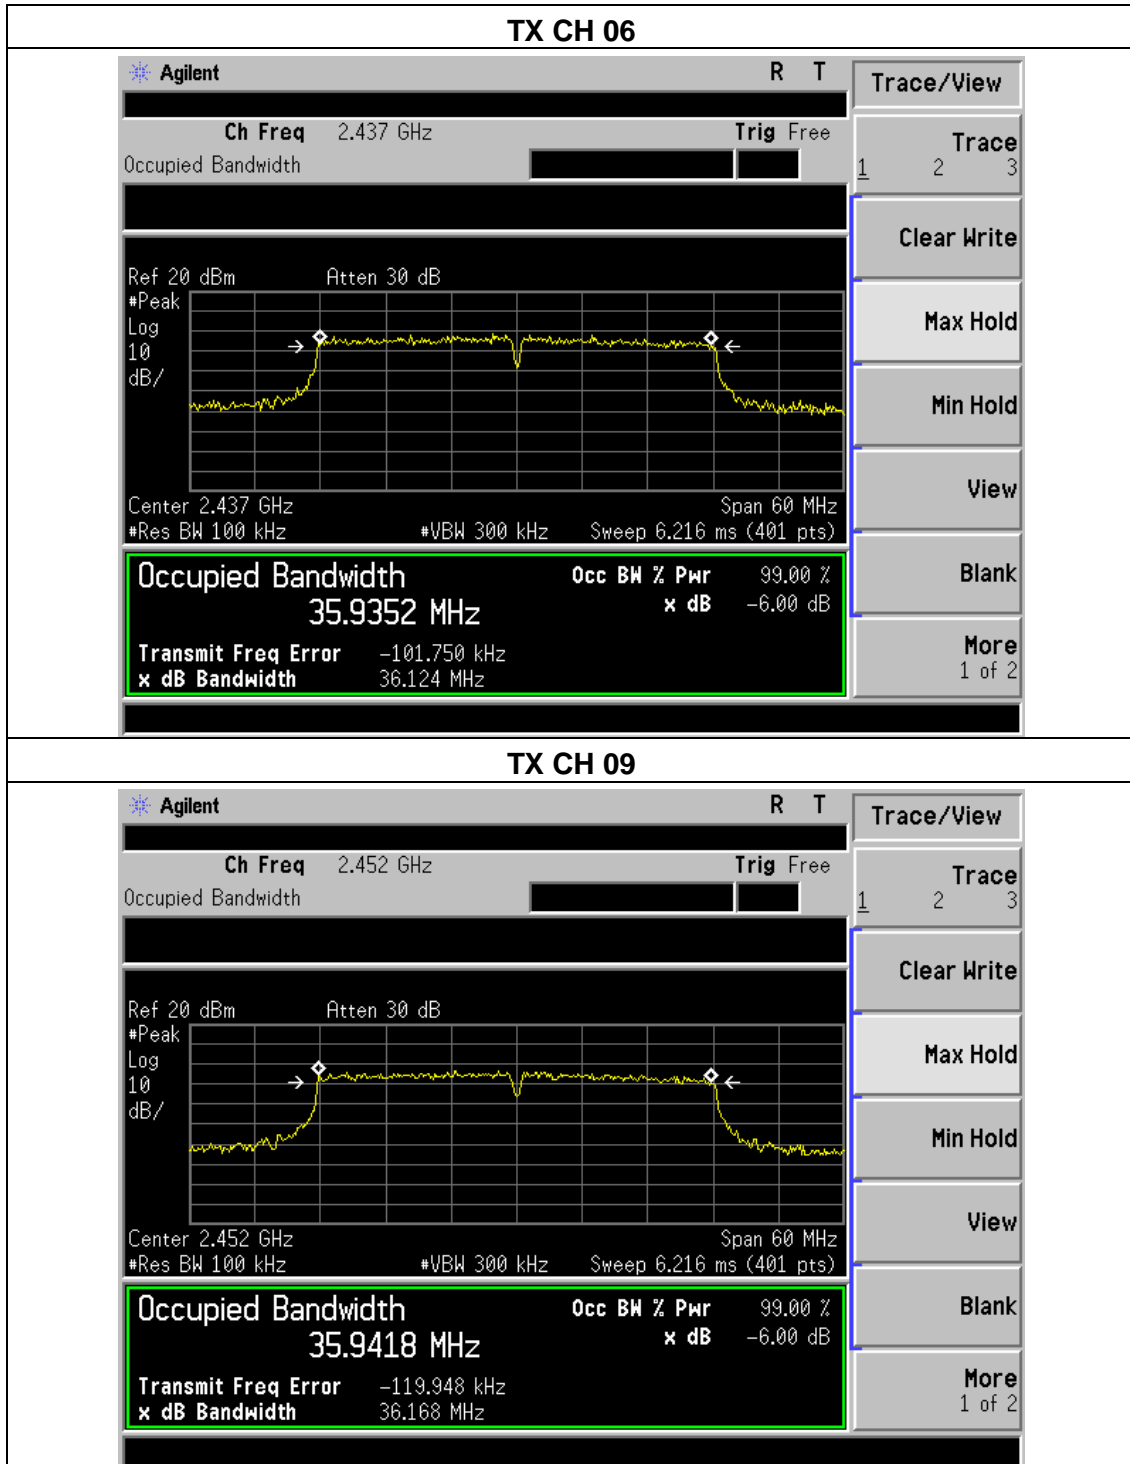 TX CH 06
Agilent R T Trace/View
Ch Freq 2.437 GHz Trig Free
Occupied Bandwidth
Trace
1 2 3
Clear Write
Max Hold
Min Hold
View
Blank
More
1 of 2
Ref 20 dBm Atten 30 dB
#Peak
Log
10
dB/
Center 2.437 GHz Span 60 MHz
#Res BW 100 kHz #VBW 300 kHz Sweep 6.216 ms (401 pts)
Occupied Bandwidth Occ BW % Pwr 99.00 %
35.9352 MHz x dB -6.00 dB
Transmit Freq Error -101.750 kHz
x dB Bandwidth 36.124 MHz
TX CH 09
Agilent R T Trace/View
Ch Freq 2.452 GHz Trig Free
Occupied Bandwidth
Trace
1 2 3
Clear Write
Max Hold
Min Hold
View
Blank
More
1 of 2
Ref 20 dBm Atten 30 dB
#Peak
Log
10
dB/
Center 2.452 GHz Span 60 MHz
#Res BW 100 kHz #VBW 300 kHz Sweep 6.216 ms (401 pts)
Occupied Bandwidth Occ BW % Pwr 99.00 %
35.9418 MHz x dB -6.00 dB
Transmit Freq Error -119.948 kHz
x dB Bandwidth 36.168 MHz